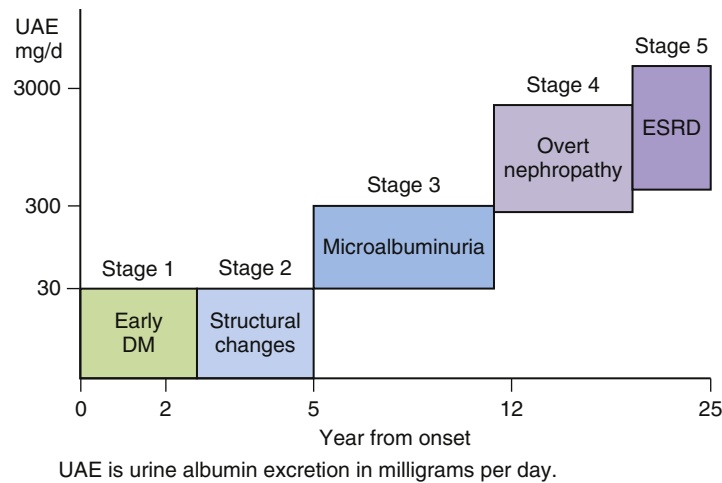 UAE
mg/d
3000
300
30
Stage 1
Early
DM
Stage 2
Structural
changes
Stage 3
Microalbuminuria
Stage 4
Overt
nephropathy
Stage 5
ESRD
0
2
5
12
25
Year from onset
UAE is urine albumin excretion in milligrams per day.